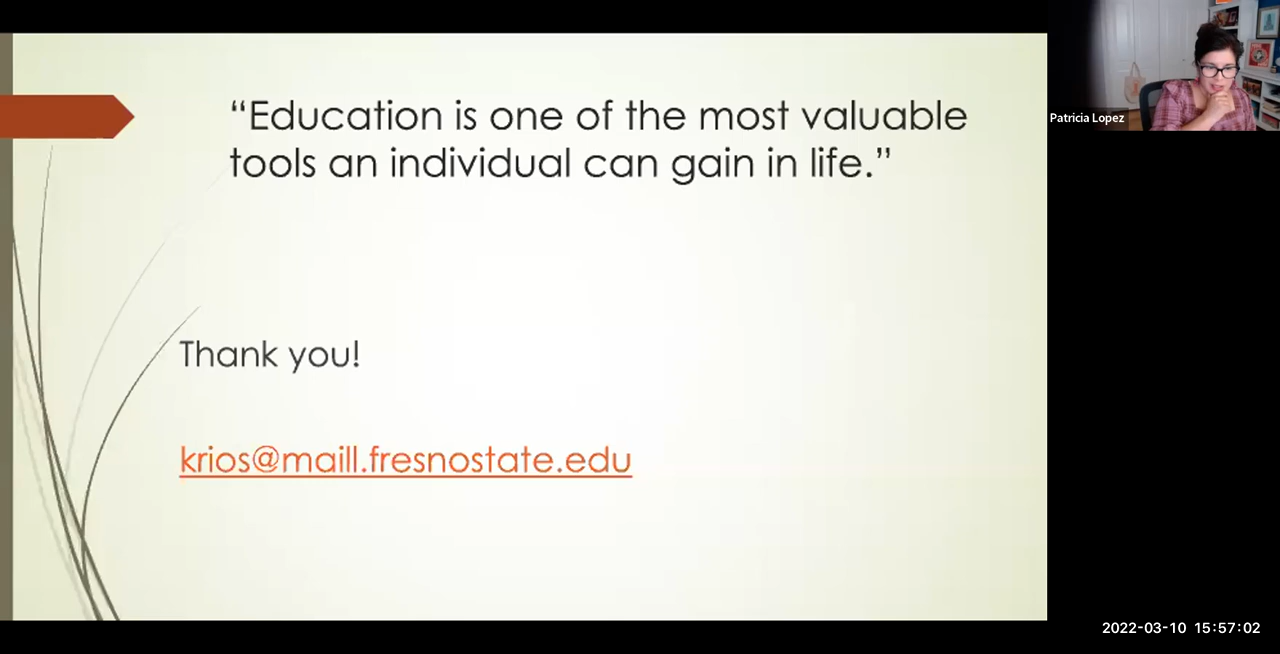 “Education is one of the most valuable
tools an individual can gain in life.”
Thank you!
krios@maill.fresnostate.edu
Patricia Lopez
2022-03-10 15:57:02